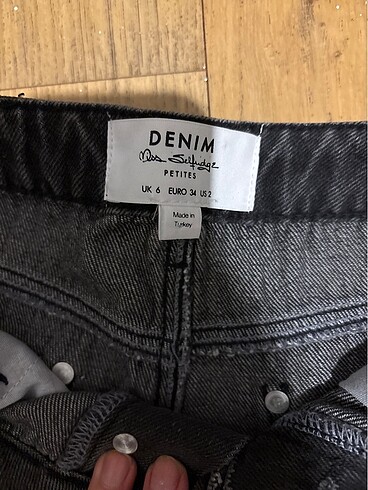 DENIM
Miss Selfridge
PETITES
UK 6 EURO 34 US 2
Made in
Turkey